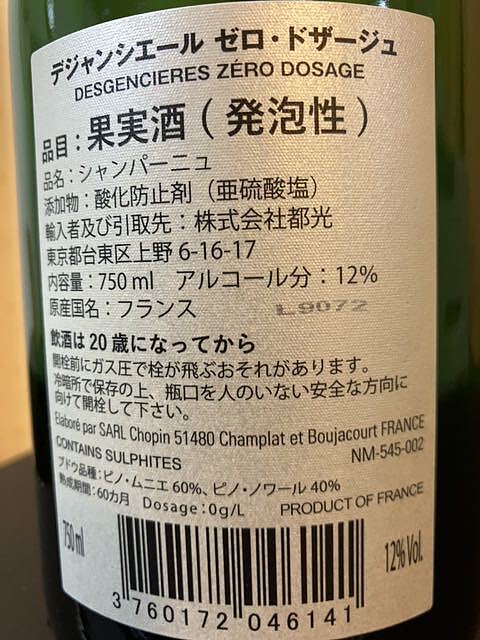 デジャンシエール ゼロ・ドザージュ
DESGENCIERES ZÉRO DOSAGE
品目：果実酒（発泡性）
品名：シャンパーニュ
添加物：酸化防止剤（亜硫酸塩）
輸入者及び引取先：株式会社都光
東京都台東区上野 6-16-17
内容量：750 ml　アルコール分：12%
原産国名：フランス
L9072
飲酒は 20 歳になってから
開栓前にガス圧で栓が飛ぶおそれがあります。
冷暗所で保存の上、瓶口を人のいない安全な方向に
向けて開栓して下さい。
Elaboré par SARL Chopin 51480 Champlat et Boujacourt FRANCE
NM-545-002
CONTAINS SULPHITES
ブドウ品種：ピノ・ムニエ 60%、ピノ・ノワール 40%
熟成期間：60カ月　Dosage：0g/L
PRODUCT OF FRANCE
750 ml
12% Vol.
3 760172 046141